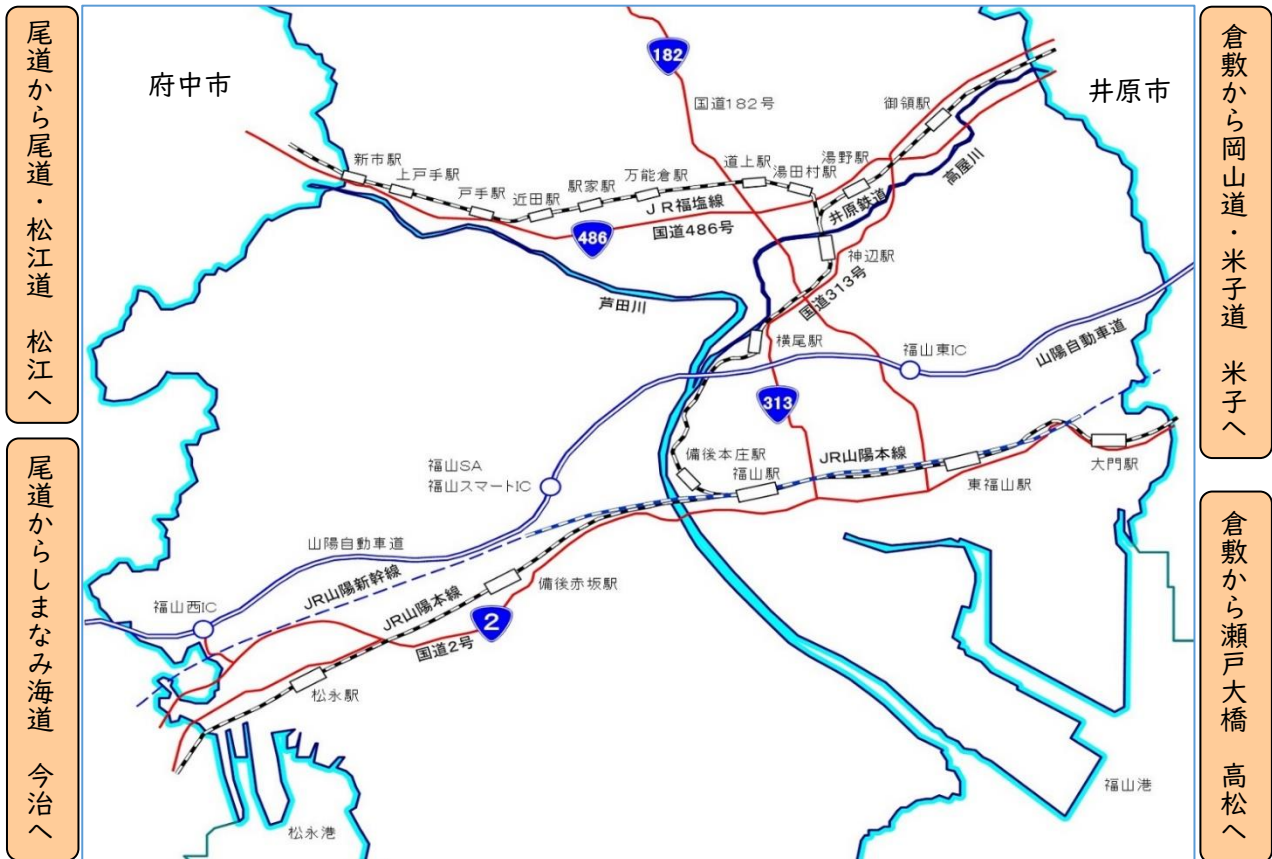 尾道から尾道・松江道　松江へ
尾道からしまなみ海道　今治へ
倉敷から岡山道・米子道　米子へ
倉敷から瀬戸大橋　高松へ
府中市
井原市
182
国道182号
御領駅
湯野駅
高屋川
道上駅
湯田村駅
井原鉄道
新市駅
上戸手駅
戸手駅
近田駅
駅家駅
万能倉駅
JR福塩線
国道486号
486
神辺駅
国道313号
芦田川
横尾駅
福山東IC
山陽自動車道
313
備後本庄駅
福山駅
JR山陽本線
東福山駅
大門駅
福山SA
福山スマートIC
山陽自動車道
福山西IC
JR山陽新幹線
JR山陽本線
備後赤坂駅
2
国道2号
松永駅
松永港
福山港